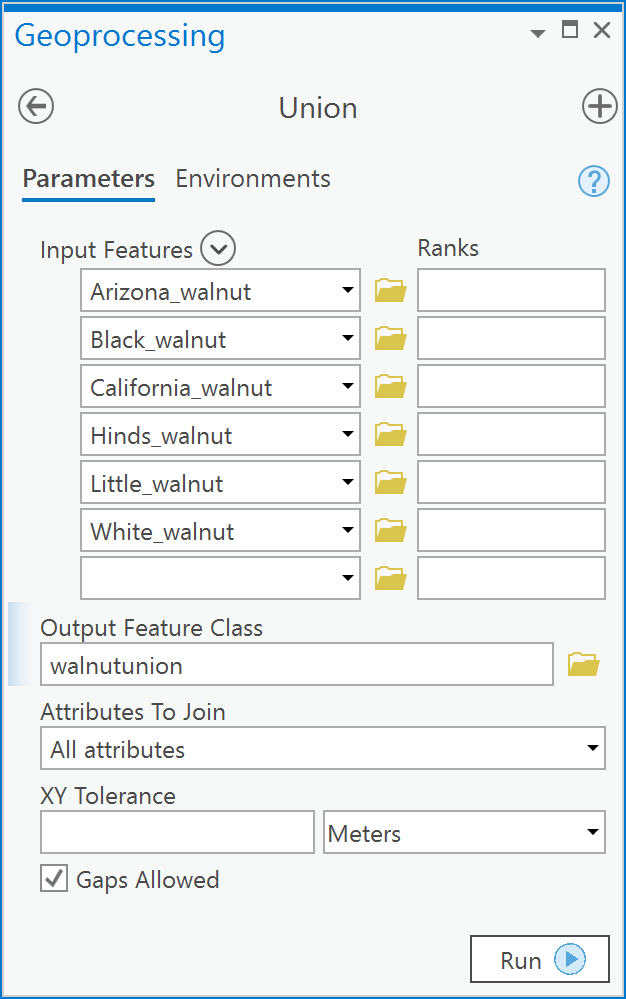 Geoprocessing
Union
Parameters Environments
Input Features Ranks
Arizona_walnut
Black_walnut
California_walnut
Hinds_walnut
Little_walnut
White_walnut
Output Feature Class
walnutunion
Attributes To Join
All attributes
XY Tolerance
Meters
Gaps Allowed
Run